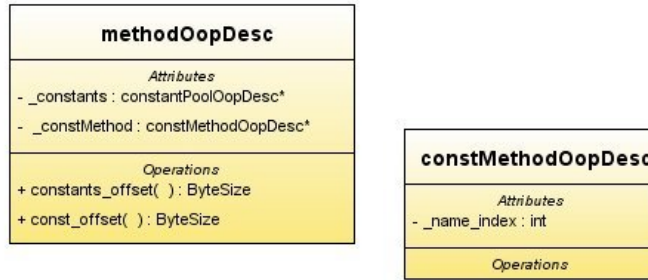 methodOopDesc
Attributes
- _constants : constantPoolOopDesc*
- _constMethod : constMethodOopDesc*
Operations
+ constants_offset( ) : ByteSize
+ const_offset( ) : ByteSize
constMethodOopDesc
Attributes
- _name_index : int
Operations